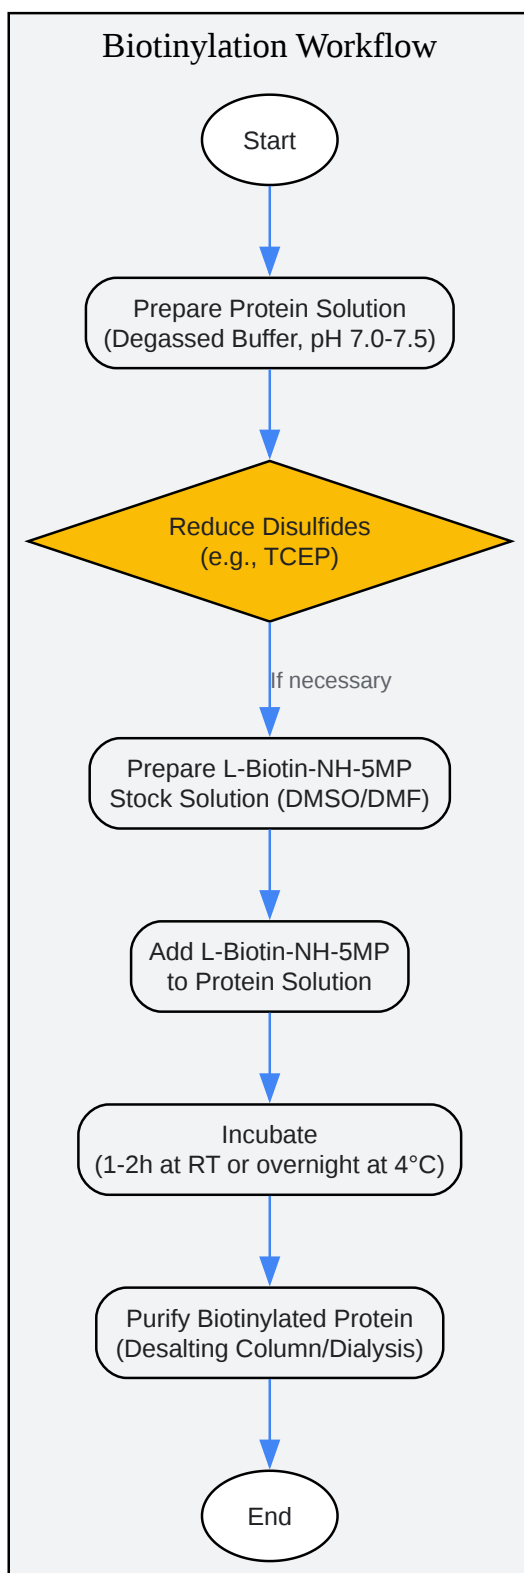 Biotinylation Workflow
Start
Prepare Protein Solution
(Degassed Buffer, pH 7.0-7.5)
Reduce Disulfides
(e.g., TCEP)
If necessary
Prepare L-Biotin-NH-5MP
Stock Solution (DMSO/DMF)
Add L-Biotin-NH-5MP
to Protein Solution
Incubate
(1-2h at RT or overnight at 4°C)
Purify Biotinylated Protein
(Desalting Column/Dialysis)
End